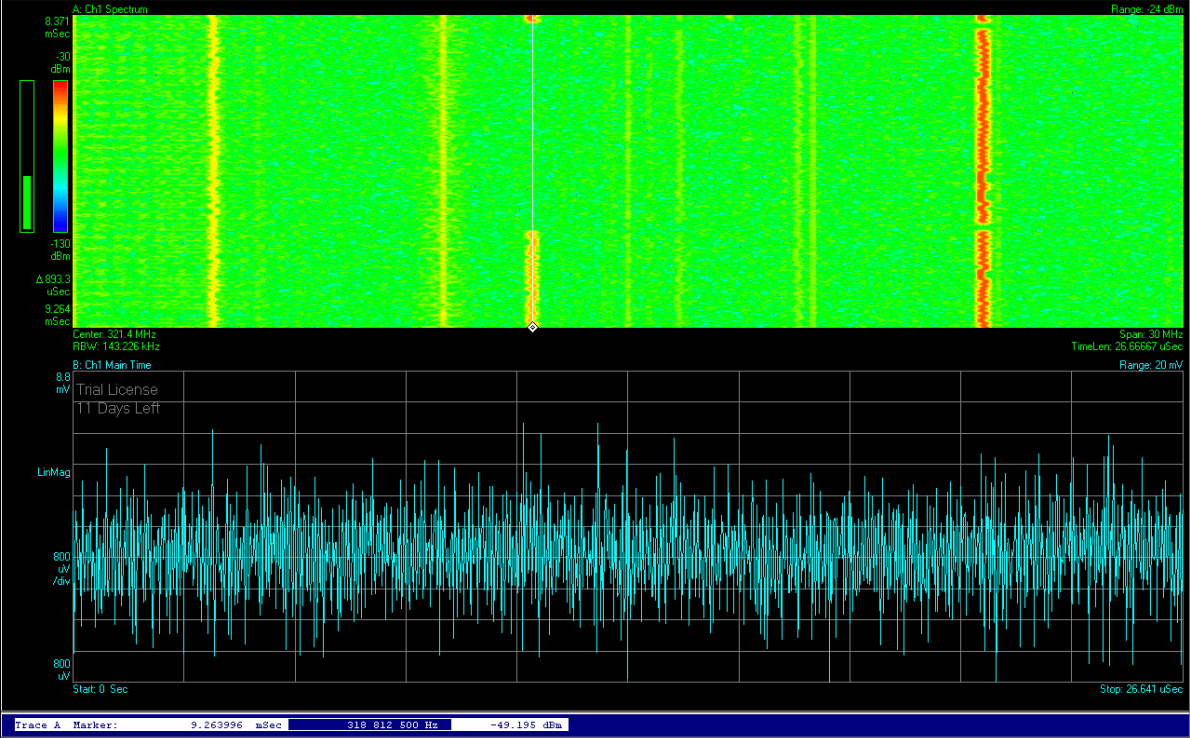 A: Ch1 Spectrum
Range: -24 dBm
8.371
mSec
-30
dBm
-130
dBm
Δ893.3
uSec
9.264
mSec
Center: 321.4 MHz
Span: 30 MHz
RBW: 143.226 kHz
TimeLen: 26.66667 uSec
B: Ch1 Main Time
Range: 20 mV
8.8
mV
Trial License
11 Days Left
LinMag
800
uV
/div
800
uV
Start: 0 Sec
Stop: 26.641 uSec
Trace A Marker: 9.263996 mSec 318 812 500 Hz -49.195 dBm